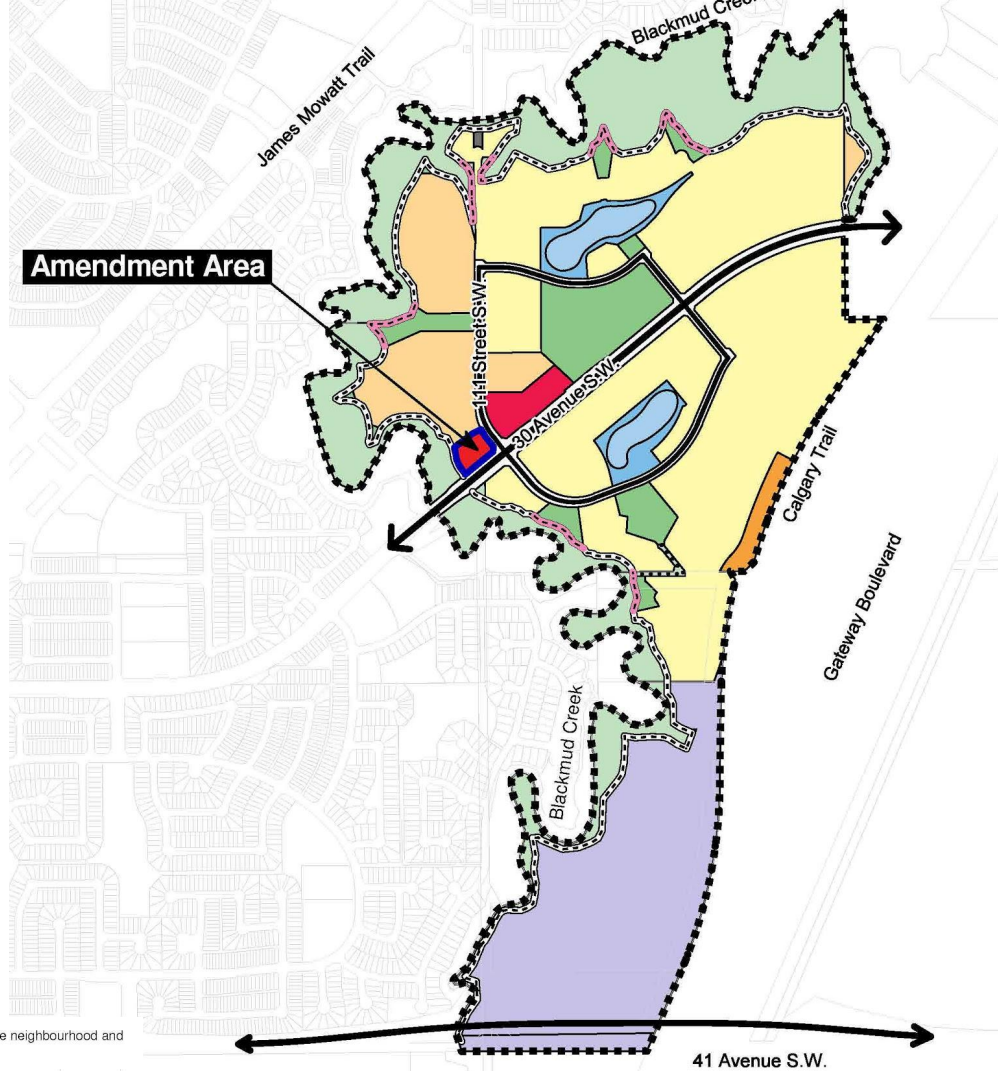 Blackmud Creek
James Mowatt Trail
Amendment Area
111 Street S.W.
30 Avenue S.W.
Calgary Trail
Gateway Boulevard
Blackmud Creek
e neighbourhood and
41 Avenue S.W.